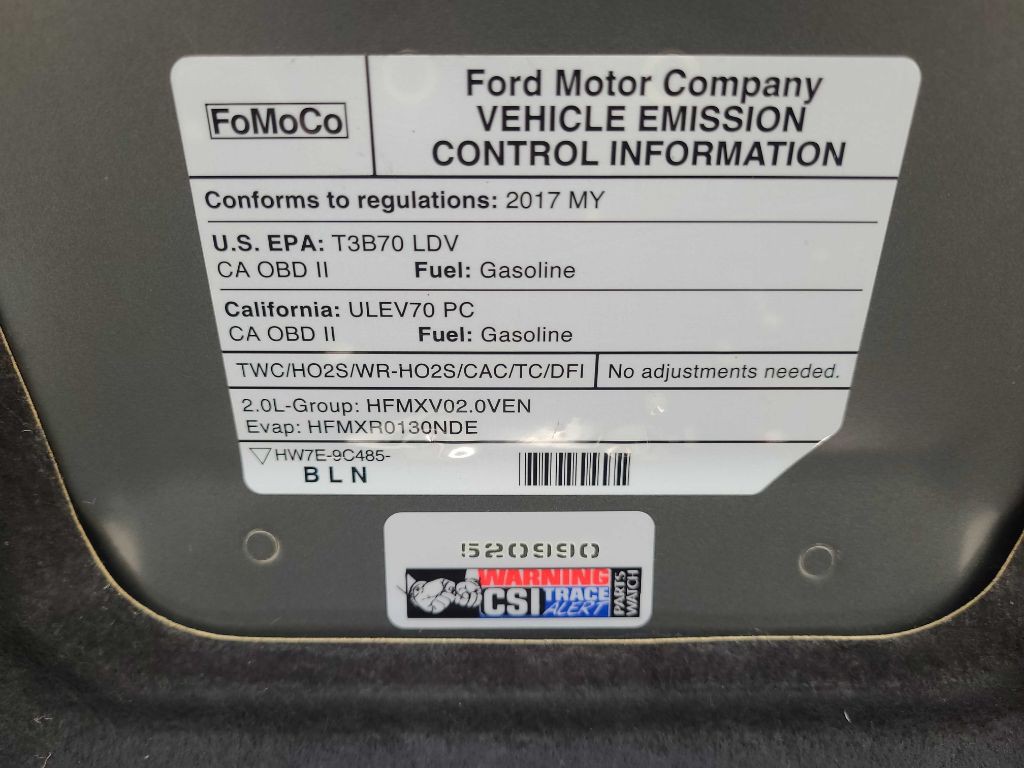 FoMoCo
Ford Motor Company
VEHICLE EMISSION
CONTROL INFORMATION
Conforms to regulations: 2017 MY
U.S. EPA: T3B70 LDV
CA OBD II Fuel: Gasoline
California: ULEV70 PC
CA OBD II Fuel: Gasoline
TWC/HO2S/WR-HO2S/CAC/TC/DFI No adjustments needed.
2.0L-Group: HFMXV02.0VEN
Evap: HFMXR0130NDE
HW7E-9C485-
BLN
520990
WARNING
CSI TRACE
ALERT
PARTS
WATCH